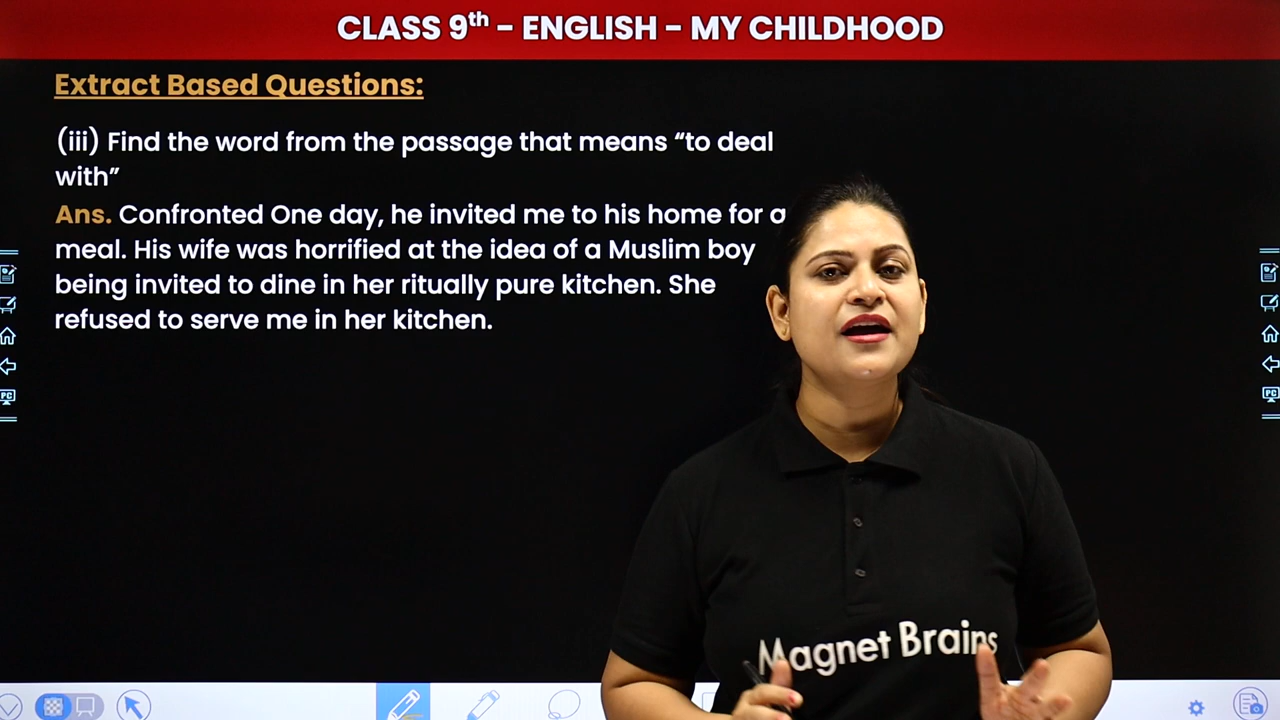 CLASS 9th - ENGLISH - MY CHILDHOOD
Extract Based Questions:
(iii) Find the word from the passage that means “to deal
with”
Ans. Confronted One day, he invited me to his home for a
meal. His wife was horrified at the idea of a Muslim boy
being invited to dine in her ritually pure kitchen. She
refused to serve me in her kitchen.
PC
PC
Magnet Brains